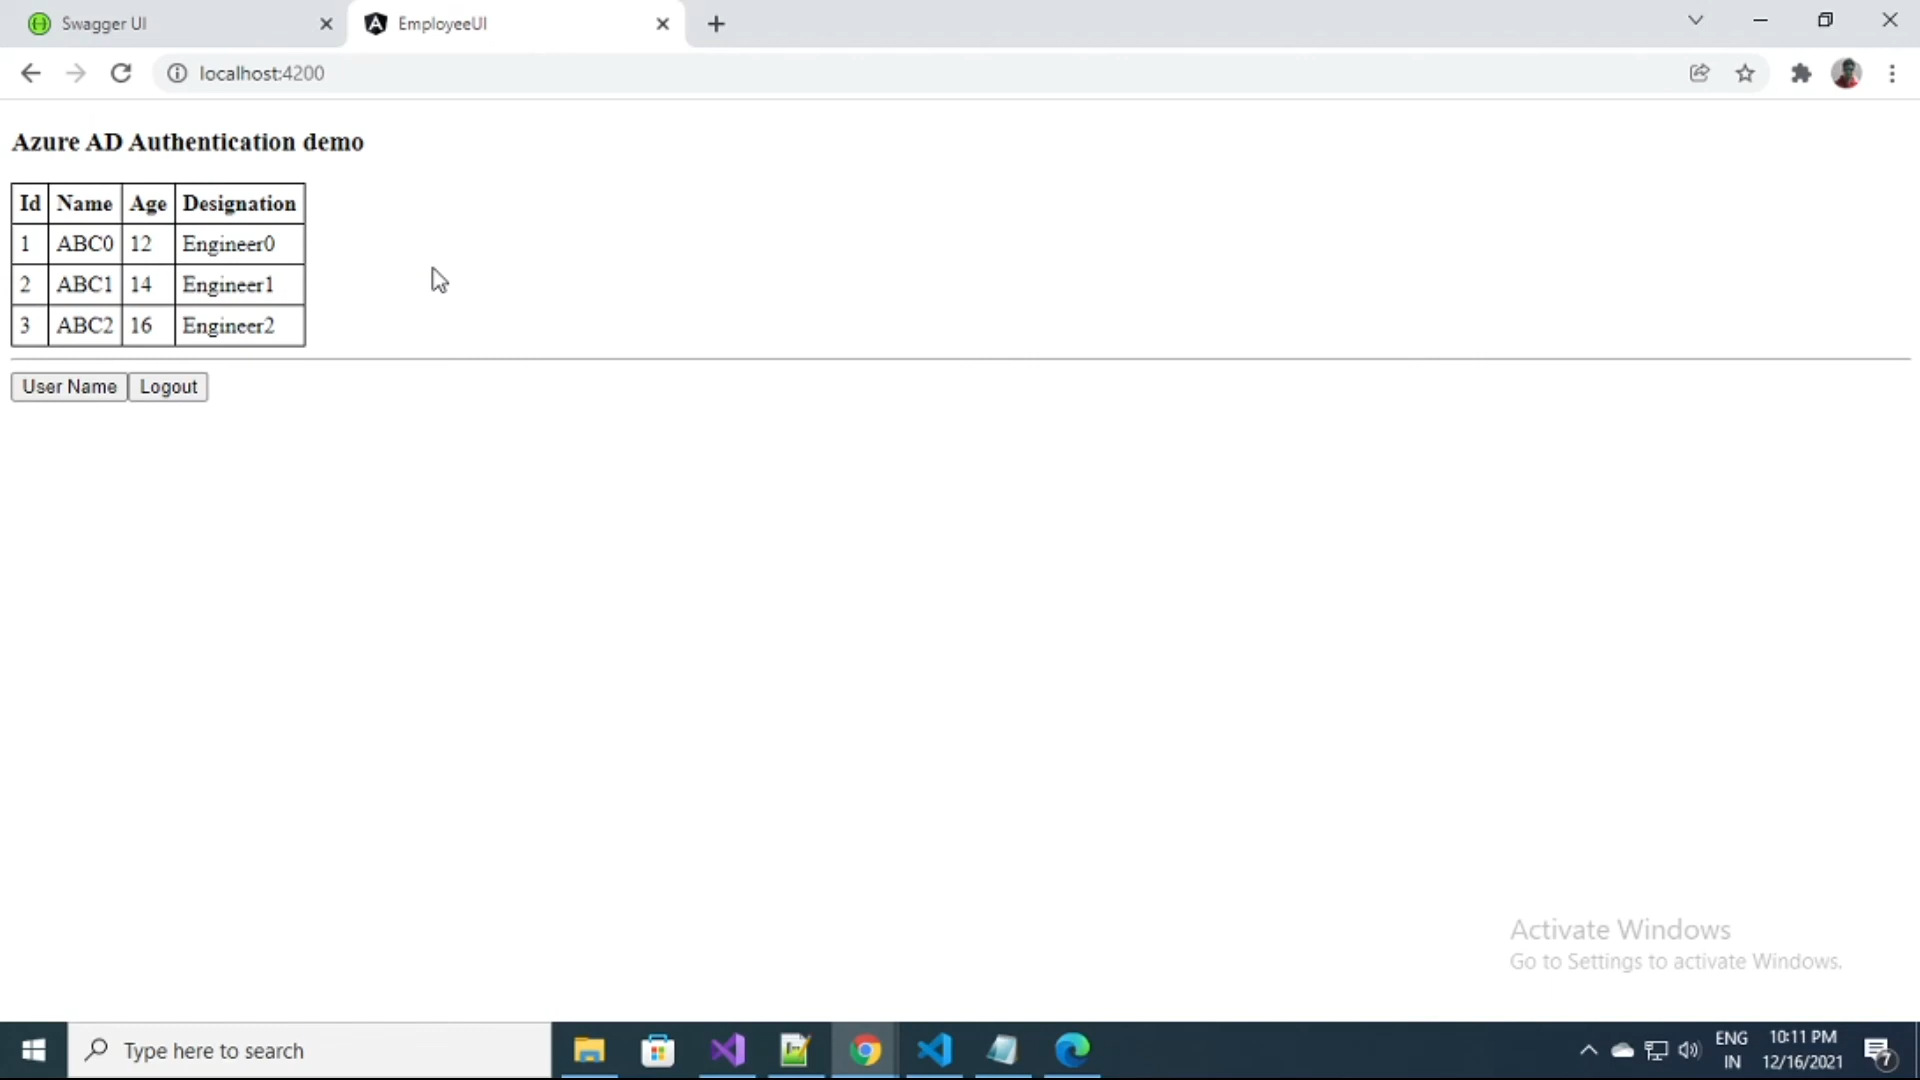 Swagger UI
EmployeeUI
localhost:4200
Azure AD Authentication demo
Id Name Age Designation
1 ABC0 12 Engineer0
2 ABC1 14 Engineer1
3 ABC2 16 Engineer2
User Name Logout
Activate Windows
Go to Settings to activate Windows.
Type here to search
ENG 10:11 PM
IN 12/16/2021 7